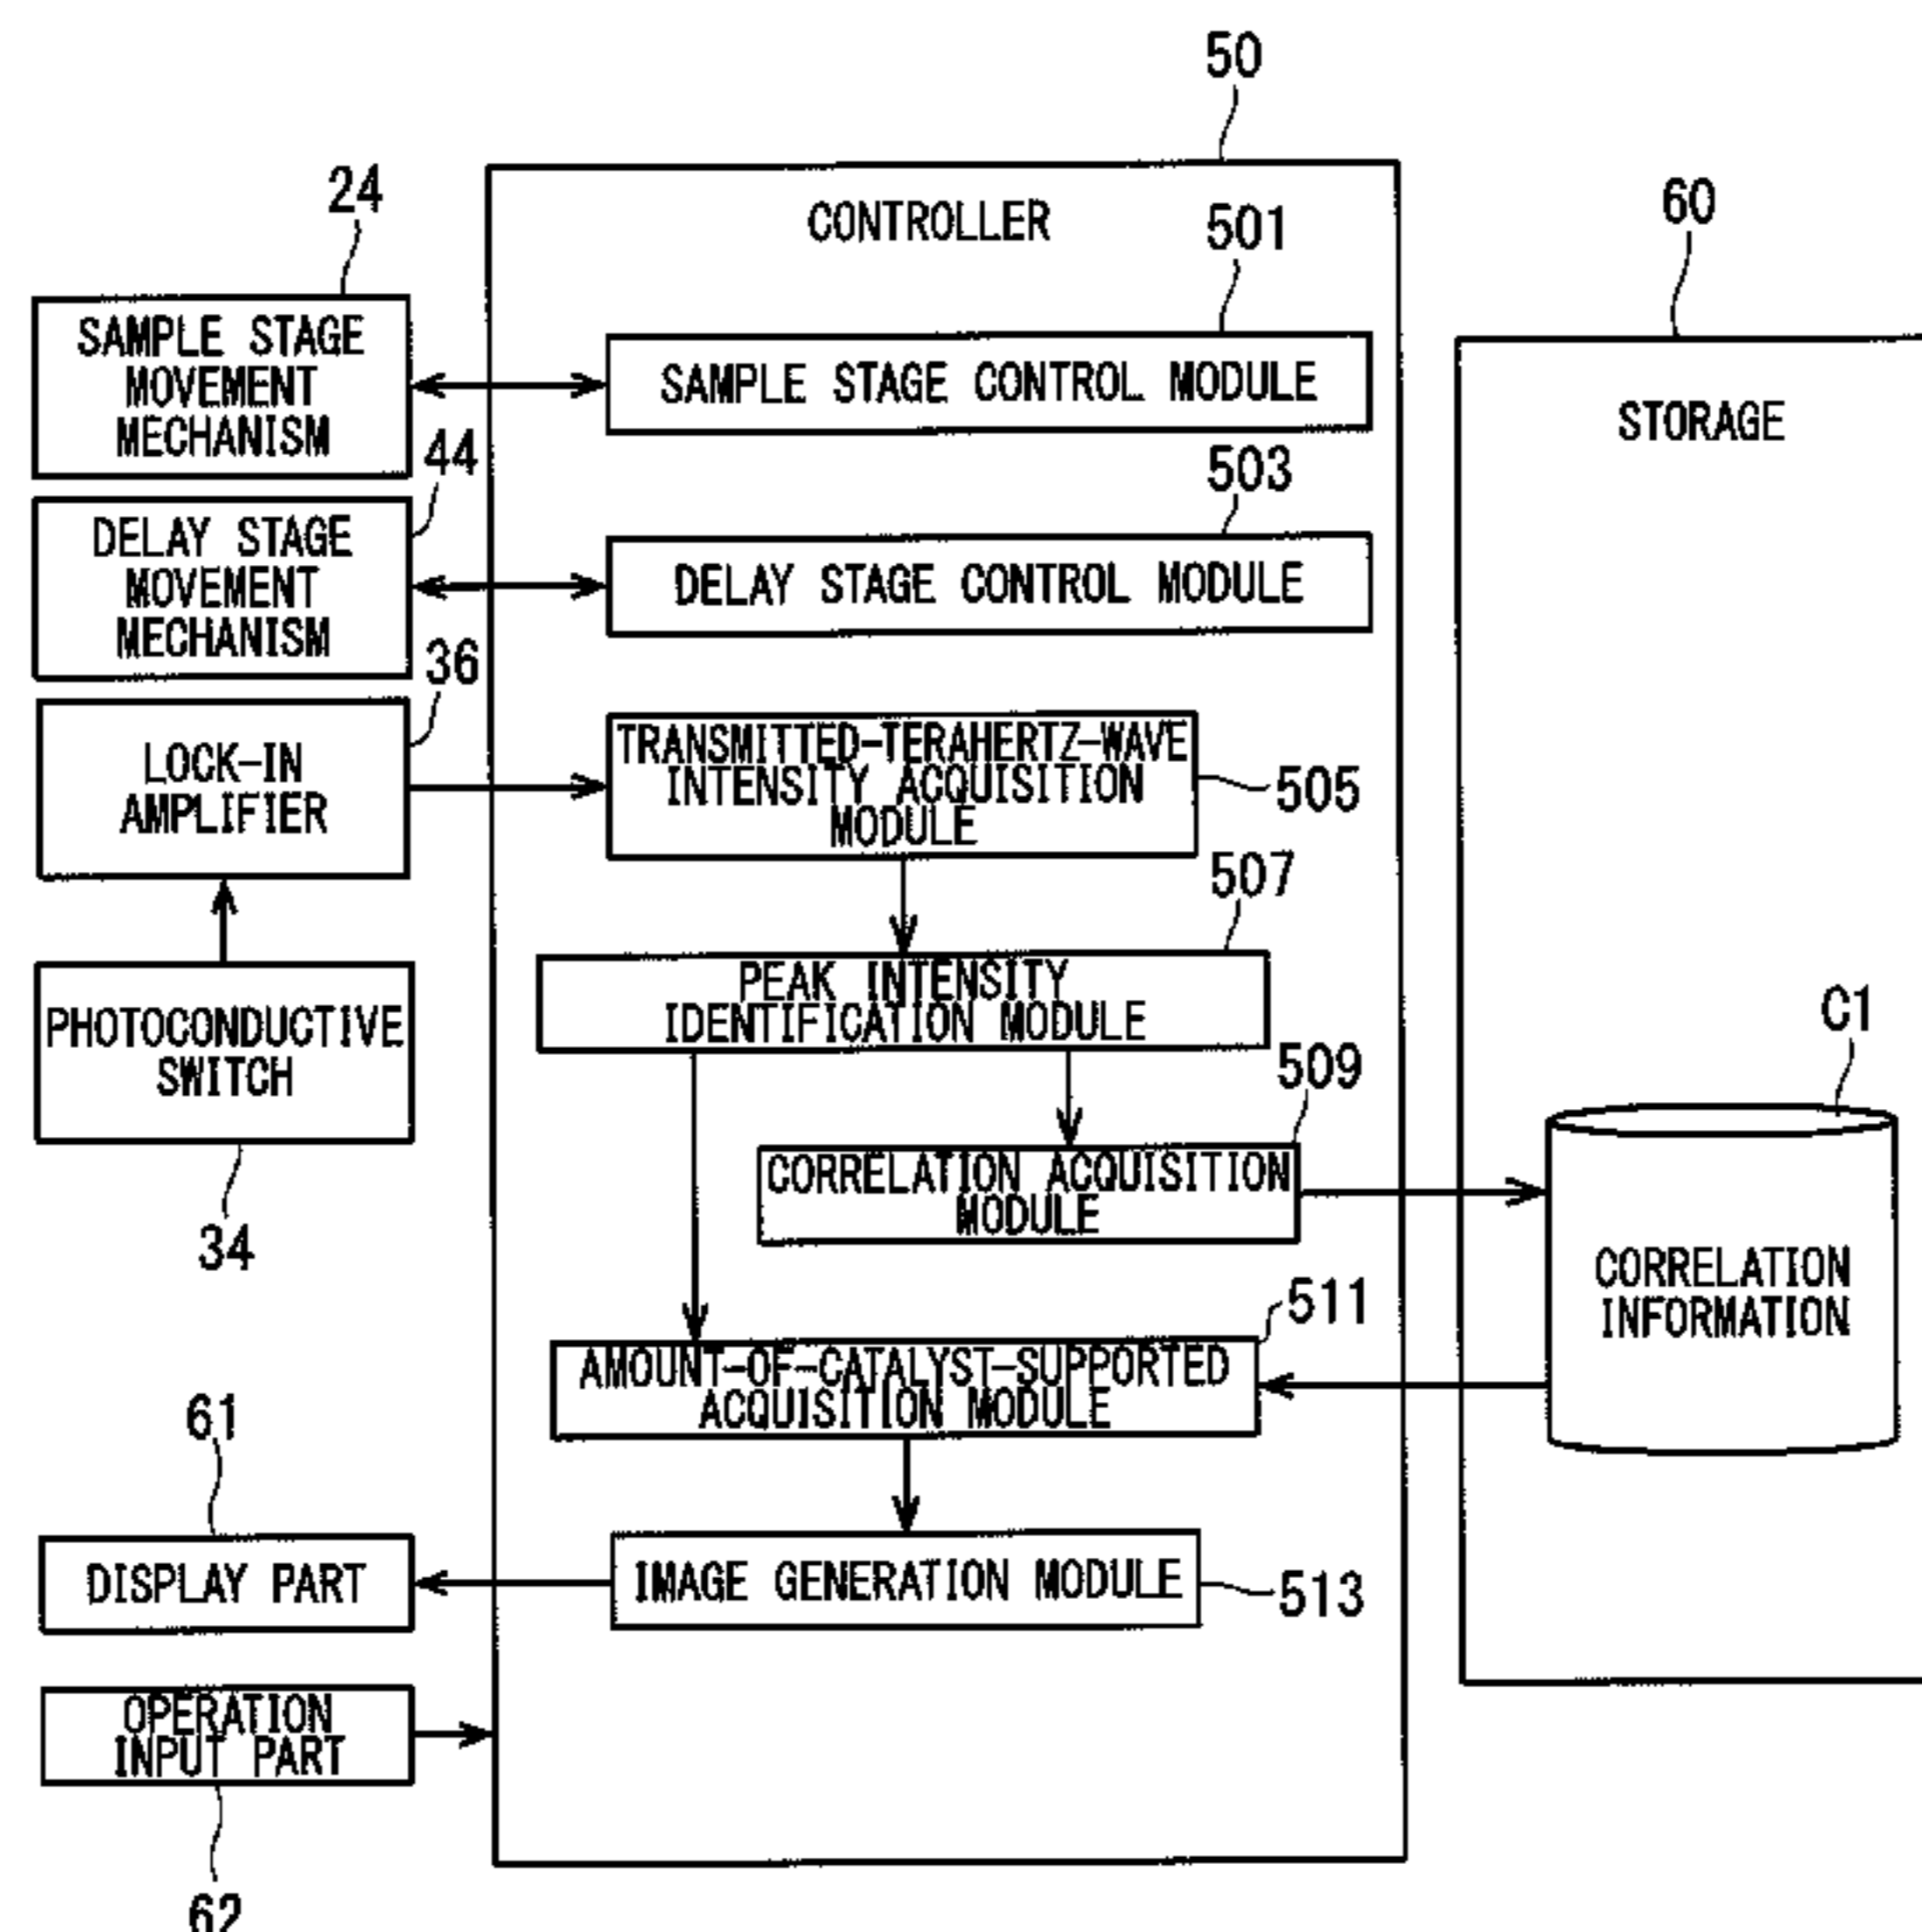 50
CONTROLLER
24
SAMPLE STAGE
MOVEMENT
MECHANISM
501
SAMPLE STAGE CONTROL MODULE
60
STORAGE
44
DELAY STAGE
MOVEMENT
MECHANISM
503
DELAY STAGE CONTROL MODULE
36
LOCK-IN
AMPLIFIER
TRANSMITTED-TERAHERTZ-WAVE
INTENSITY ACQUISITION
MODULE
505
507
PEAK INTENSITY
IDENTIFICATION MODULE
PHOTOCONDUCTIVE
SWITCH
34
509
CORRELATION ACQUISITION
MODULE
C1
CORRELATION
INFORMATION
511
AMOUNT-OF-CATALYST-SUPPORTED
ACQUISITION MODULE
61
DISPLAY PART
IMAGE GENERATION MODULE
513
OPERATION
INPUT PART
62